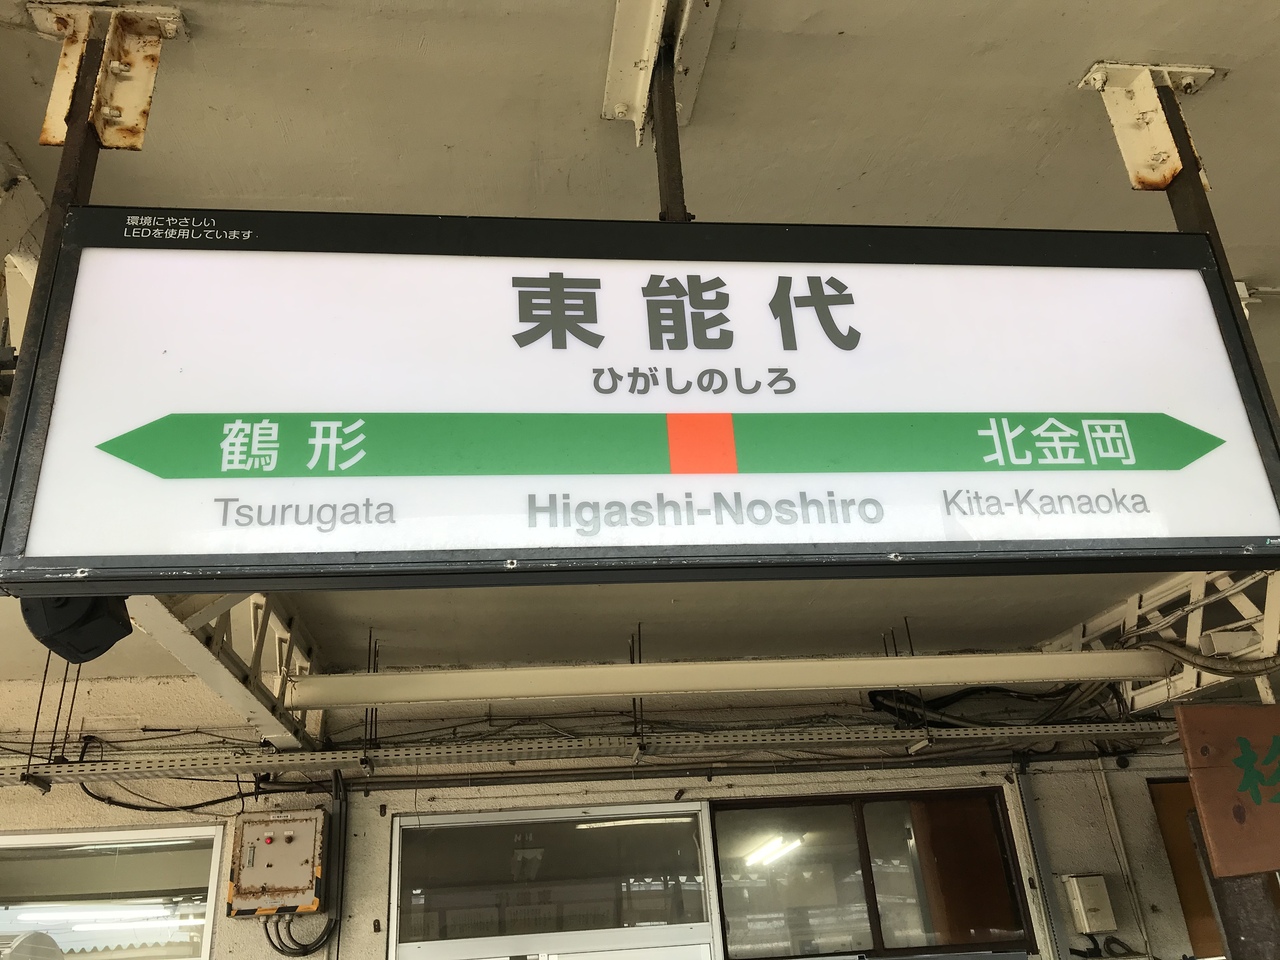 環境にやさしい
LEDを使用しています
東能代
ひがしのしろ
鶴形
北金岡
Tsurugata
Higashi-Noshiro
Kita-Kanaoka